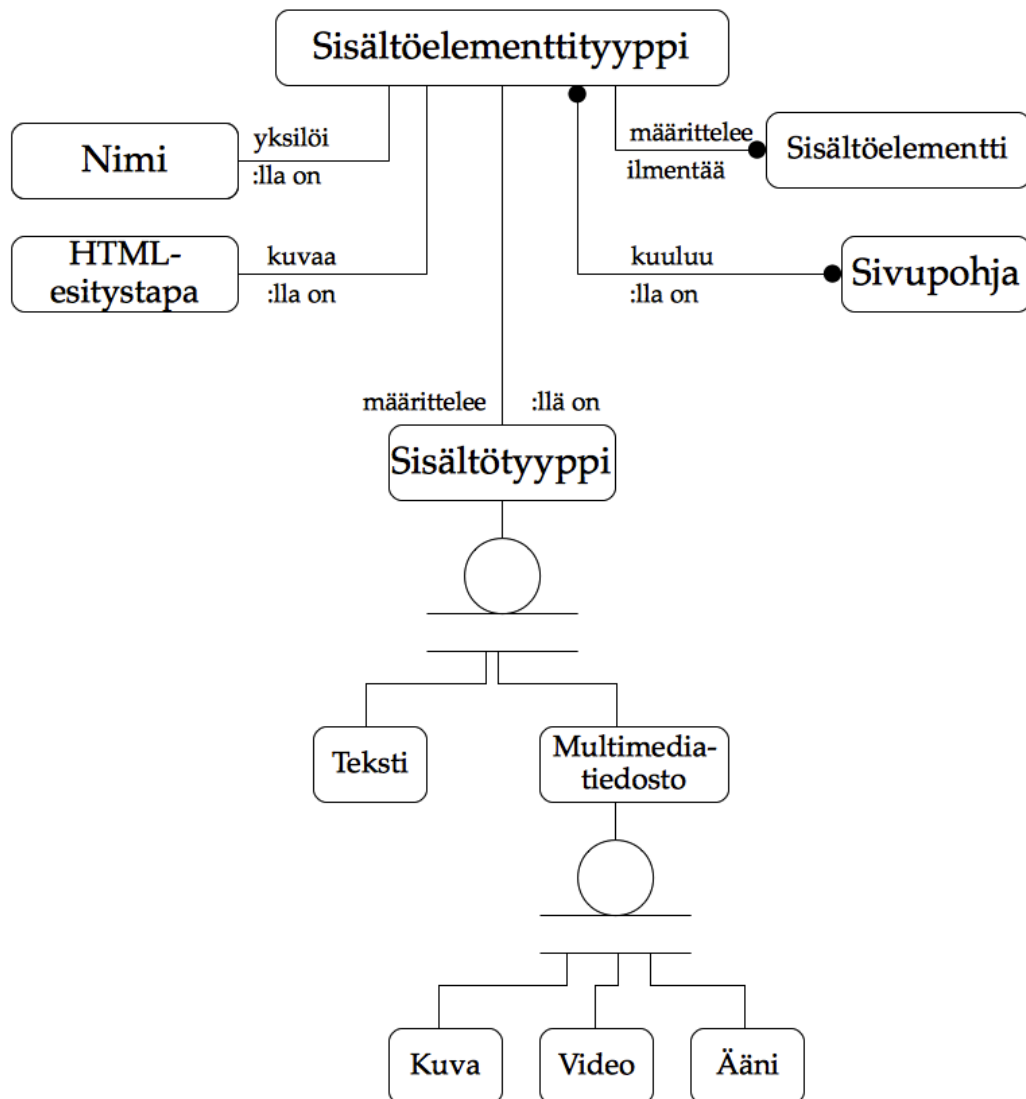 Sisältöelementtityyppi
Nimi
yksilöi
:lla on
määrittelee
ilmentää
Sisältöelementti
HTML-
esitystapa
kuvaa
:lla on
kuuluu
:lla on
Sivupohja
määrittelee
:llä on
Sisältötyyppi
Teksti
Multimedia-
tiedosto
Kuva
Video
Ääni